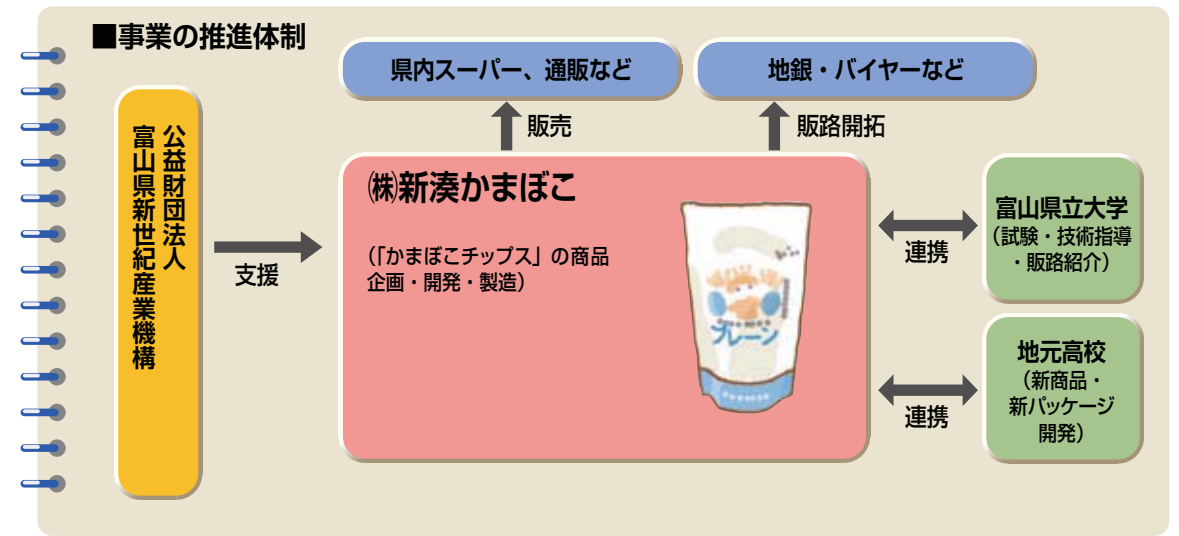 ■事業の推進体制
県内スーパー、通販など
地銀・バイヤーなど
販売
販路開拓
公益財団法人
富山県新世紀産業機構
支援
㈱新湊かまぼこ
(「かまぼこチップス」の商品
企画・開発・製造)
プレーン
連携
富山県立大学
(試験・技術指導
・販路紹介)
連携
地元高校
(新商品・
新パッケージ
開発)